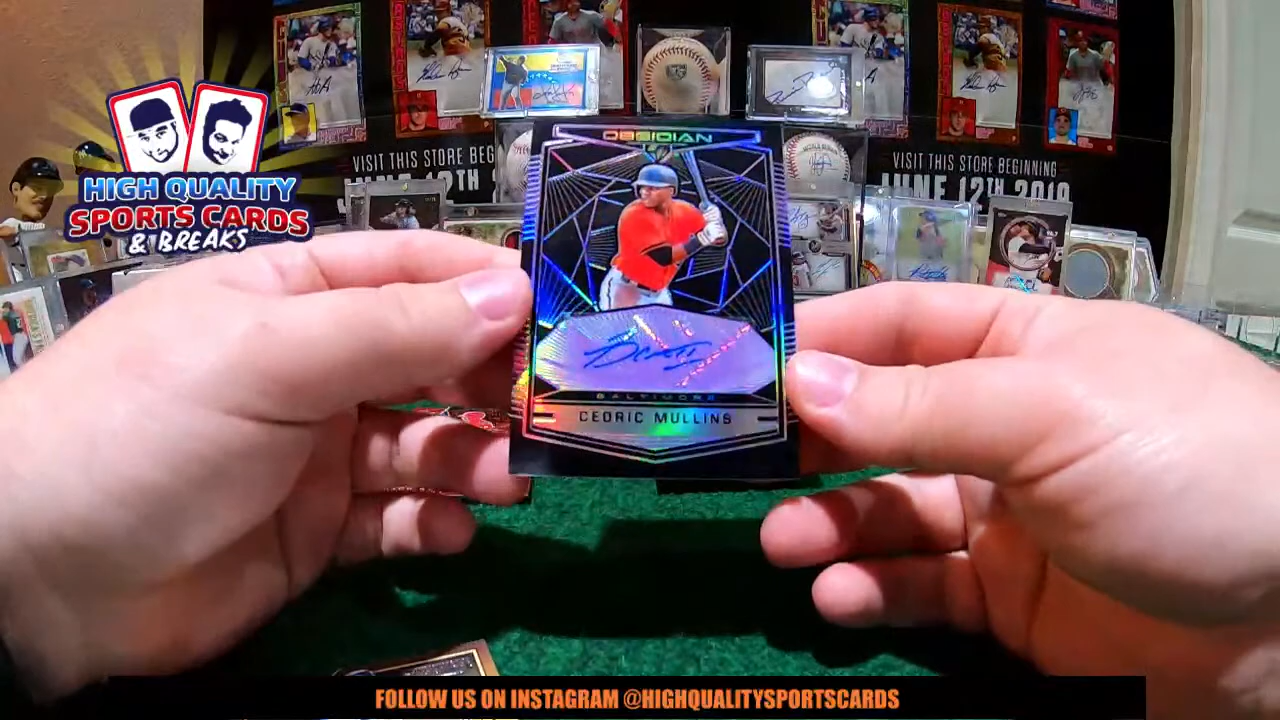 HIGH QUALITY
SPORTS CARDS
& BREAKS
VISIT THIS STORE BEG
JUNE 12TH
VISIT THIS STORE BEGINNING
JUNE 12TH 2019
OBSIDIAN
BALTIMORE
CEDRIC MULLINS
FOLLOW US ON INSTAGRAM @HIGHQUALITYSPORTSCARDS